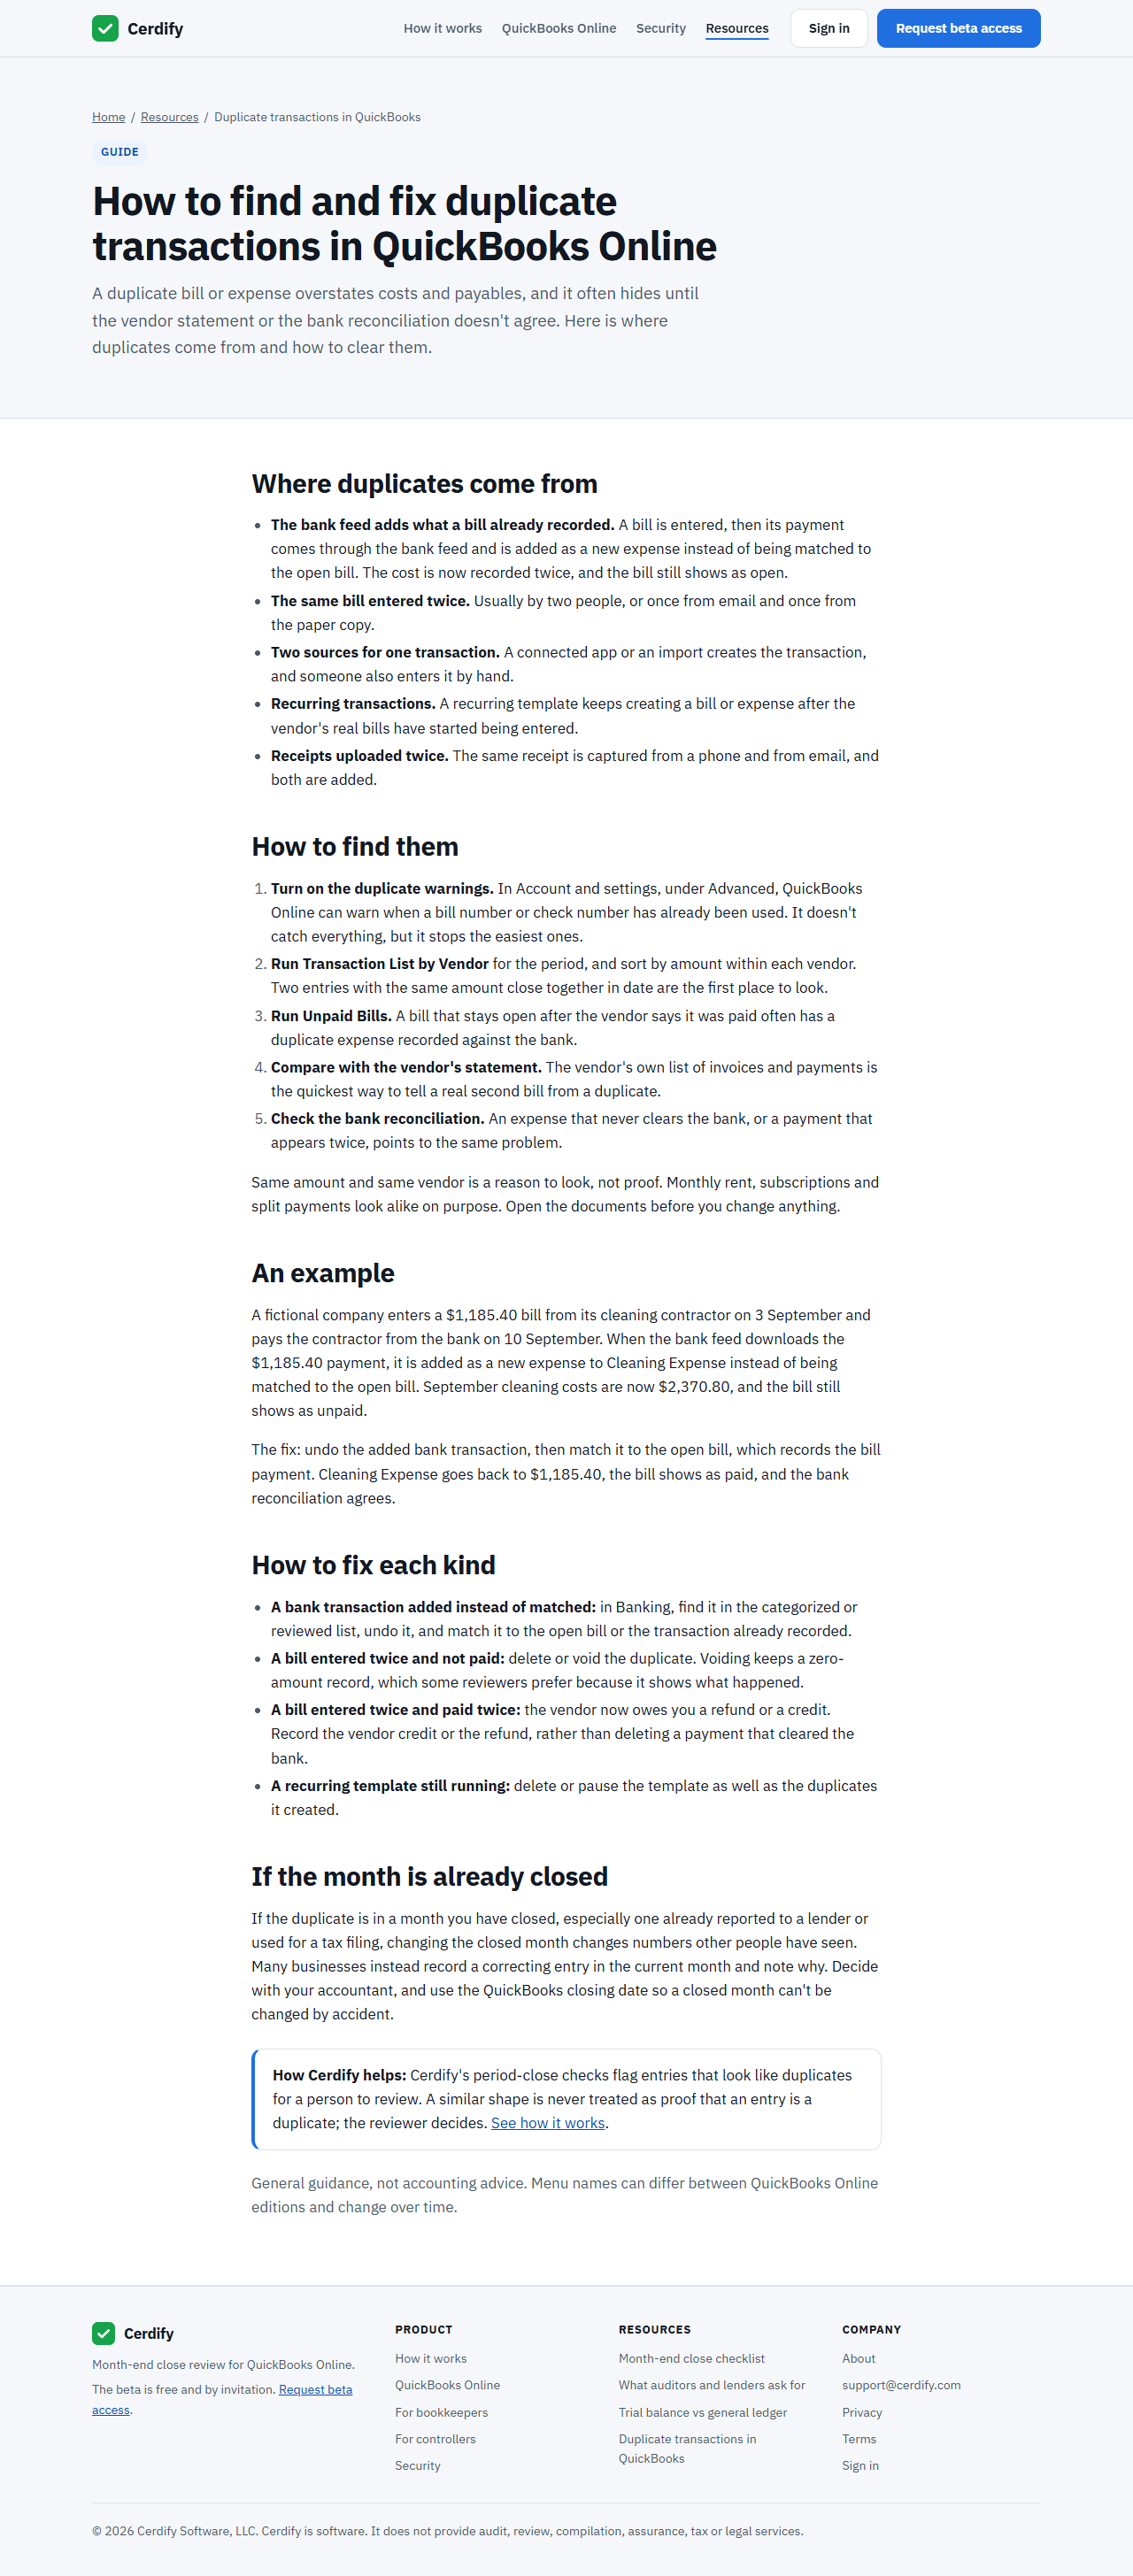 Cerdify
How it works
QuickBooks Online
Security
Resources
Sign in
Request beta access
Home / Resources / Duplicate transactions in QuickBooks
GUIDE
How to find and fix duplicate
transactions in QuickBooks Online
A duplicate bill or expense overstates costs and payables, and it often hides until
the vendor statement or the bank reconciliation doesn't agree. Here is where
duplicates come from and how to clear them.
Where duplicates come from
• The bank feed adds what a bill already recorded. A bill is entered, then its payment
comes through the bank feed and is added as a new expense instead of being matched to
the open bill. The cost is now recorded twice, and the bill still shows as open.
• The same bill entered twice. Usually by two people, or once from email and once from
the paper copy.
• Two sources for one transaction. A connected app or an import creates the transaction,
and someone also enters it by hand.
• Recurring transactions. A recurring template keeps creating a bill or expense after the
vendor's real bills have started being entered.
• Receipts uploaded twice. The same receipt is captured from a phone and from email, and
both are added.
How to find them
1. Turn on the duplicate warnings. In Account and settings, under Advanced, QuickBooks
Online can warn when a bill number or check number has already been used. It doesn't
catch everything, but it stops the easiest ones.
2. Run Transaction List by Vendor for the period, and sort by amount within each vendor.
Two entries with the same amount close together in date are the first place to look.
3. Run Unpaid Bills. A bill that stays open after the vendor says it was paid often has a
duplicate expense recorded against the bank.
4. Compare with the vendor's statement. The vendor's own list of invoices and payments is
the quickest way to tell a real second bill from a duplicate.
5. Check the bank reconciliation. An expense that never clears the bank, or a payment that
appears twice, points to the same problem.
Same amount and same vendor is a reason to look, not proof. Monthly rent, subscriptions and
split payments look alike on purpose. Open the documents before you change anything.
An example
A fictional company enters a $1,185.40 bill from its cleaning contractor on 3 September and
pays the contractor from the bank on 10 September. When the bank feed downloads the
$1,185.40 payment, it is added as a new expense to Cleaning Expense instead of being
matched to the open bill. September cleaning costs are now $2,370.80, and the bill still
shows as unpaid.
The fix: undo the added bank transaction, then match it to the open bill, which records the bill
payment. Cleaning Expense goes back to $1,185.40, the bill shows as paid, and the bank
reconciliation agrees.
How to fix each kind
• A bank transaction added instead of matched: in Banking, find it in the categorized or
reviewed list, undo it, and match it to the open bill or the transaction already recorded.
• A bill entered twice and not paid: delete or void the duplicate. Voiding keeps a zero-
amount record, which some reviewers prefer because it shows what happened.
• A bill entered twice and paid twice: the vendor now owes you a refund or a credit.
Record the vendor credit or the refund, rather than deleting a payment that cleared the
bank.
• A recurring template still running: delete or pause the template as well as the duplicates
it created.
If the month is already closed
If the duplicate is in a month you have closed, especially one already reported to a lender or
used for a tax filing, changing the closed month changes numbers other people have seen.
Many businesses instead record a correcting entry in the current month and note why. Decide
with your accountant, and use the QuickBooks closing date so a closed month can't be
changed by accident.
How Cerdify helps: Cerdify's period-close checks flag entries that look like duplicates
for a person to review. A similar shape is never treated as proof that an entry is a
duplicate; the reviewer decides. See how it works.
General guidance, not accounting advice. Menu names can differ between QuickBooks Online
editions and change over time.
Cerdify
Month-end close review for QuickBooks Online.
The beta is free and by invitation. Request beta
access.
PRODUCT
How it works
QuickBooks Online
For bookkeepers
For controllers
Security
RESOURCES
Month-end close checklist
What auditors and lenders ask for
Trial balance vs general ledger
Duplicate transactions in
QuickBooks
COMPANY
About
support@cerdify.com
Privacy
Terms
Sign in
© 2026 Cerdify Software, LLC. Cerdify is software. It does not provide audit, review, compilation, assurance, tax or legal services.